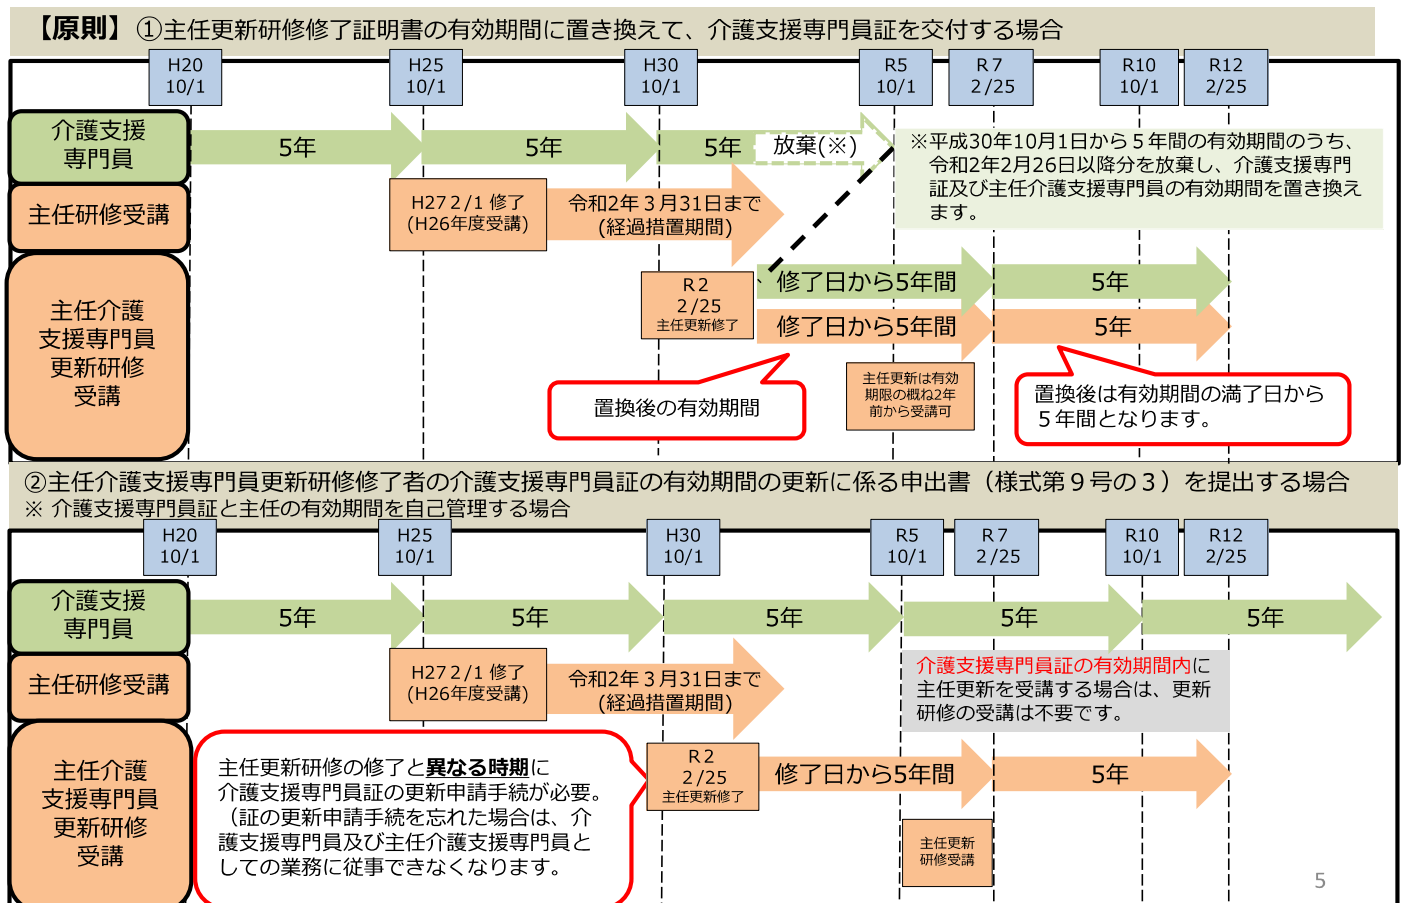 【原則】①主任更新研修修了証明書の有効期間に置き換えて、介護支援専門員証を交付する場合
H20
10/1
H25
10/1
H30
10/1
R5
10/1
R７
2/25
R10
10/1
R12
2/25
介護支援
専門員
5年
5年
5年
放棄(※)
※平成30年10月1日から５年間の有効期間のうち、
令和2年2月26日以降分を放棄し、介護支援専門
証及び主任介護支援専門員の有効期間を置き換え
ます。
主任研修受講
H27２/1 修了
(H26年度受講)
令和2年３月31日まで
(経過措置期間)
主任介護
支援専門員
更新研修
受講
R２
２/25
主任更新修了
修了日から5年間
5年
修了日から5年間
5年
主任更新は有効
期限の概ね2年
前から受講可
置換後の有効期間
置換後は有効期間の満了日から
５年間となります。
②主任介護支援専門員更新研修修了者の介護支援専門員証の有効期間の更新に係る申出書（様式第９号の３）を提出する場合
※ 介護支援専門員証と主任の有効期間を自己管理する場合
H20
10/1
H25
10/1
H30
10/1
R5
10/1
R７
2/25
R10
10/1
R12
2/25
介護支援
専門員
5年
5年
5年
5年
5年
主任研修受講
H27２/1 修了
(H26年度受講)
令和2年３月31日まで
(経過措置期間)
介護支援専門員証の有効期間内に
主任更新を受講する場合は、更新
研修の受講は不要です。
主任介護
支援専門員
更新研修
受講
主任更新研修の修了と異なる時期に
介護支援専門員証の更新申請手続が必要。
（証の更新申請手続を忘れた場合は、介
護支援専門員及び主任介護支援専門員と
しての業務に従事できなくなります。
R２
２/25
主任更新修了
修了日から5年間
5年
主任更新
研修受講
5